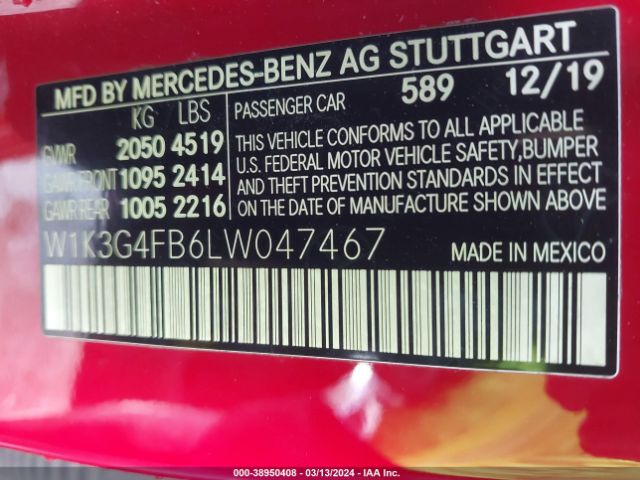 MFD BY MERCEDES-BENZ AG STUTTGART
KG LBS
GVWR 2050 4519
GAWR FRONT 1095 2414
GAWR REAR 1005 2216
PASSENGER CAR 589 12/19
THIS VEHICLE CONFORMS TO ALL APPLICABLE
U.S. FEDERAL MOTOR VEHICLE SAFETY,BUMPER
AND THEFT PREVENTION STANDARDS IN EFFECT
ON THE DATE OF MANUFACTURE SHOWN ABOVE
W1K3G4FB6LW047467
MADE IN MEXICO
000-38950408 - 03/13/2024 - IAA Inc.